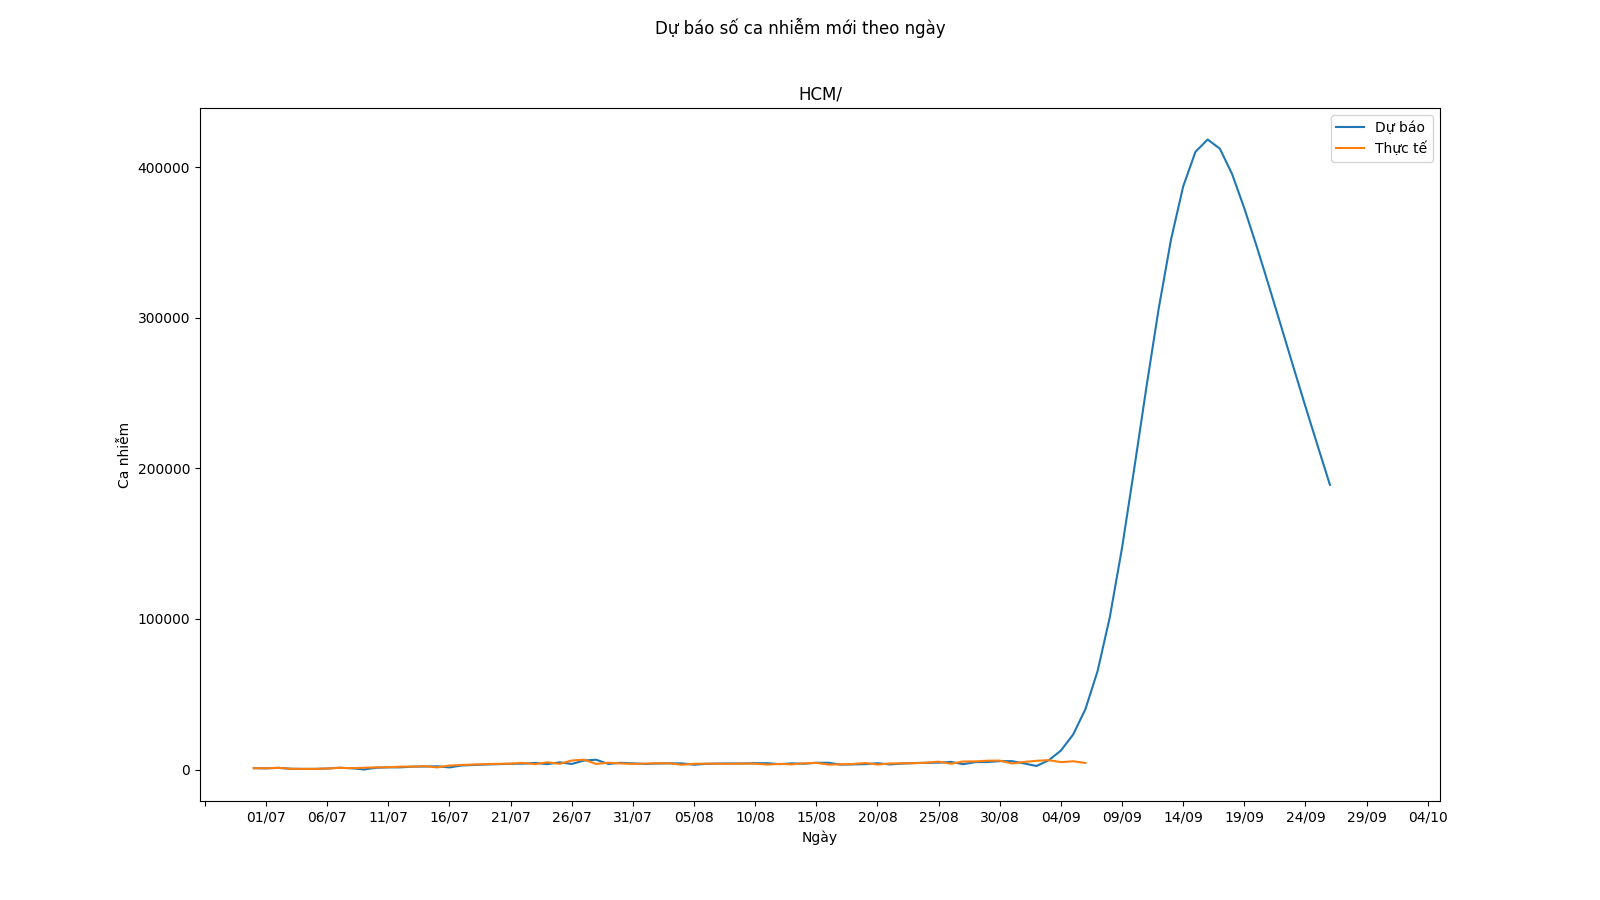 Dự báo số ca nhiễm mới theo ngày
HCM/
Dự báo
Thực tế
Ca nhiễm
400000
300000
200000
100000
0
01/07 06/07 11/07 16/07 21/07 26/07 31/07 05/08 10/08 15/08 20/08 25/08 30/08 04/09 09/09 14/09 19/09 24/09 29/09 04/10
Ngày